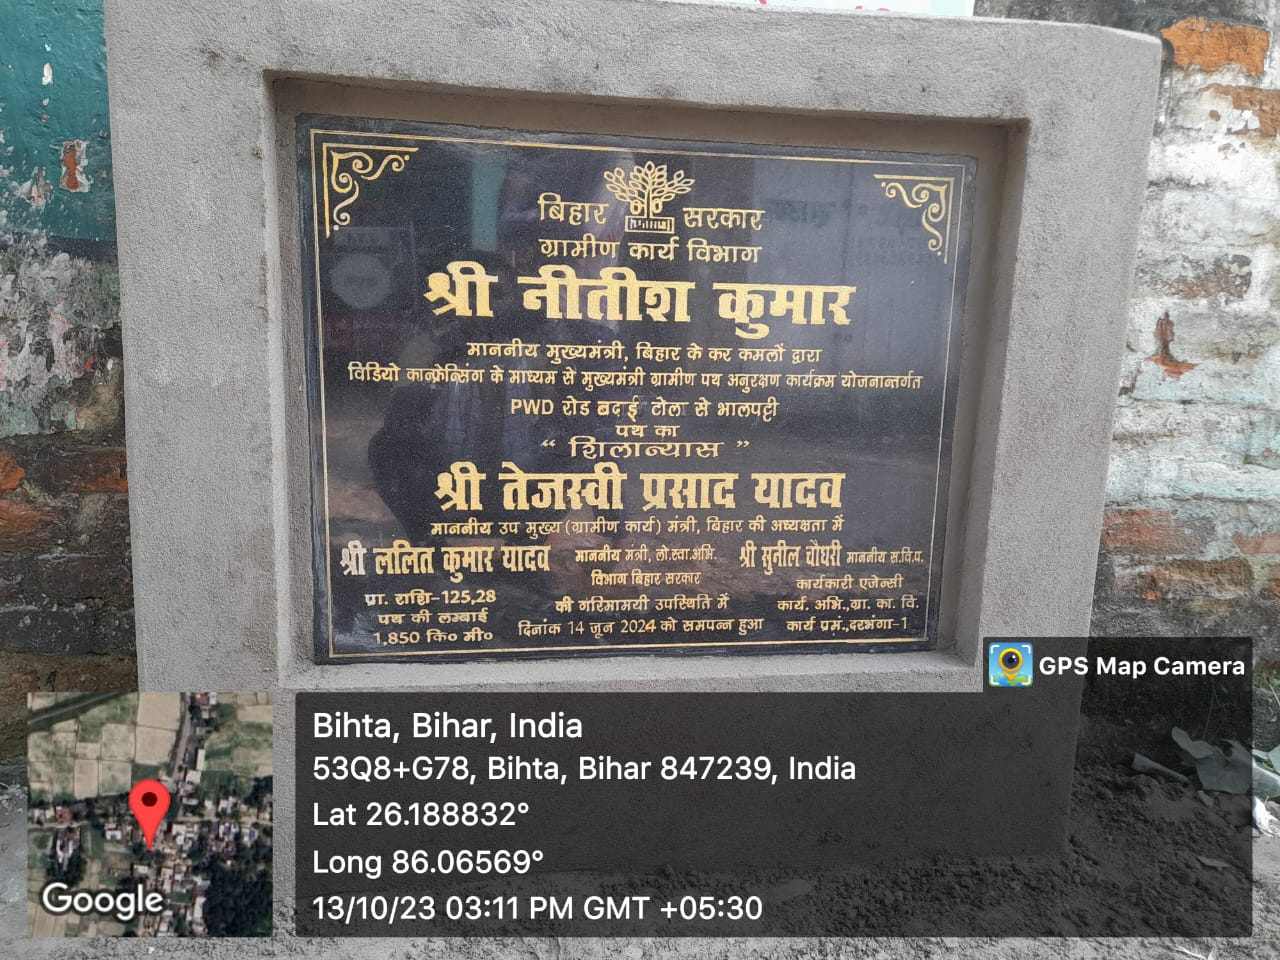 बिहार सरकार
ग्रामीण कार्य विभाग
श्री नीतीश कुमार
माननीय मुख्यमंत्री, बिहार के कर कमलों द्वारा
विडियो कान्फ्रेन्सिंग के माध्यम से मुख्यमंत्री ग्रामीण पथ अनुरक्षण कार्यक्रम योजनान्तर्गत
PWD रोड बदाई टोला से भालपट्टी
पथ का
“ शिलान्यास ”
श्री तेजस्वी प्रसाद यादव
माननीय उप मुख्य (ग्रामीण कार्य) मंत्री, बिहार की अध्यक्षता में
श्री ललित कुमार यादव माननीय मंत्री, लो.स्वा.अभि. श्री सुनील चौधरी माननीय स.वि.प.
विभाग बिहार सरकार
की गरिमामयी उपस्थिति में
दिनांक 14 जून 2024 को समपन्न हुआ
प्रा. राशि-125,28
पथ की लम्बाई
1,850 कि० मी०
कार्यकारी एजेन्सी
कार्य. अभि.,ग्रा. का. वि.
कार्य प्रमं.,दरभंगा-1
GPS Map Camera
Bihta, Bihar, India
53Q8+G78, Bihta, Bihar 847239, India
Lat 26.188832°
Long 86.06569°
13/10/23 03:11 PM GMT +05:30
Google